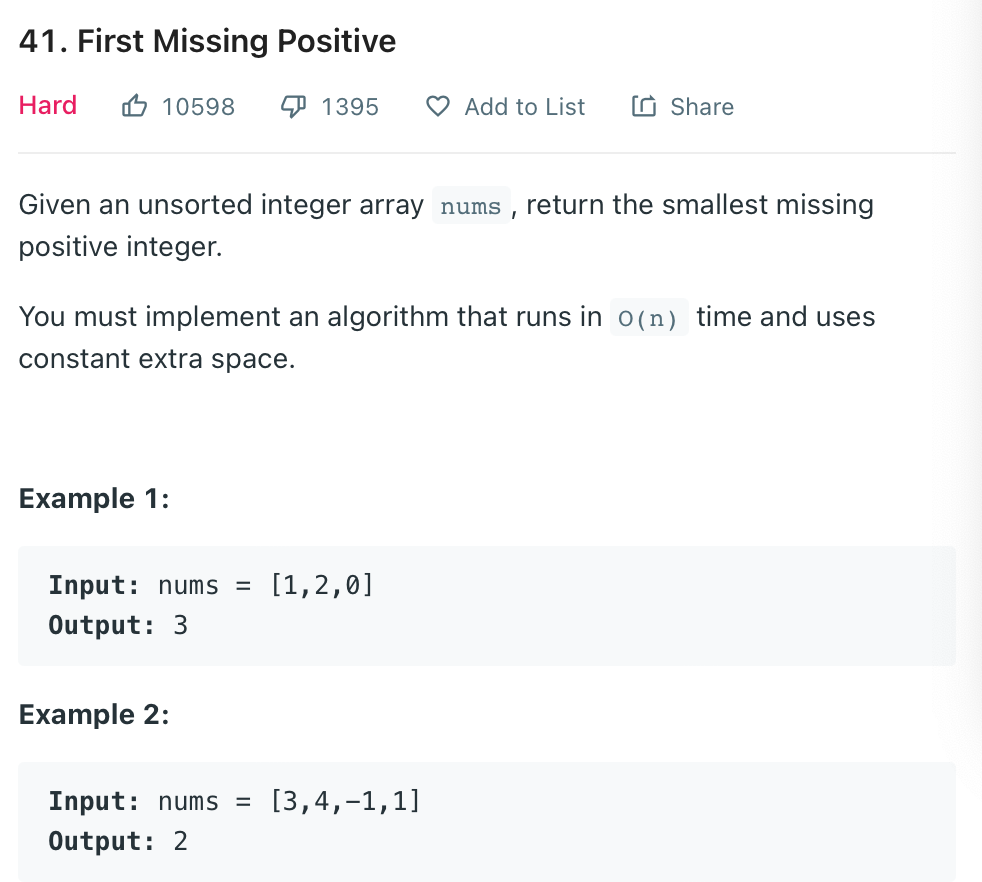 41. First Missing Positive
Hard 10598 1395 Add to List Share
Given an unsorted integer array nums , return the smallest missing
positive integer.
You must implement an algorithm that runs in O(n) time and uses
constant extra space.
Example 1:
Input: nums = [1,2,0]
Output: 3
Example 2:
Input: nums = [3,4,−1,1]
Output: 2